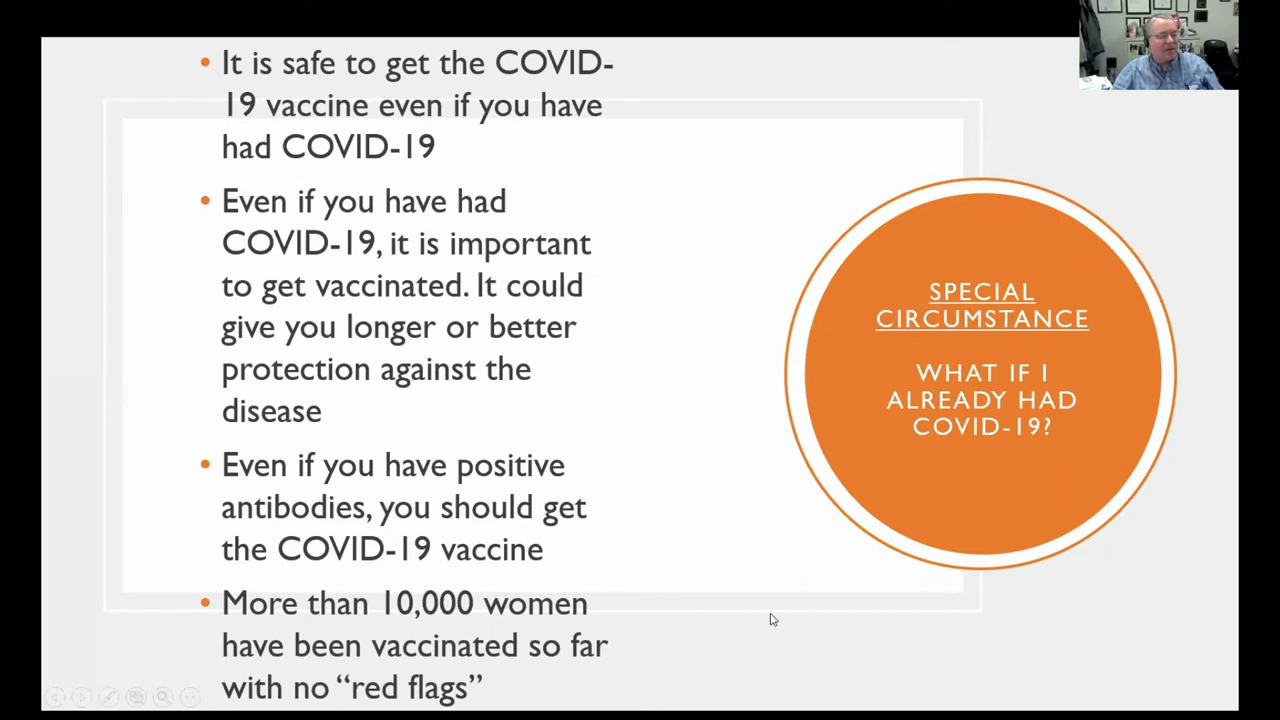 • It is safe to get the COVID-
19 vaccine even if you have
had COVID-19
• Even if you have had
COVID-19, it is important
to get vaccinated. It could
give you longer or better
protection against the
disease
• Even if you have positive
antibodies, you should get
the COVID-19 vaccine
• More than 10,000 women
have been vaccinated so far
with no “red flags”
SPECIAL
CIRCUMSTANCE
WHAT IF I
ALREADY HAD
COVID-19?